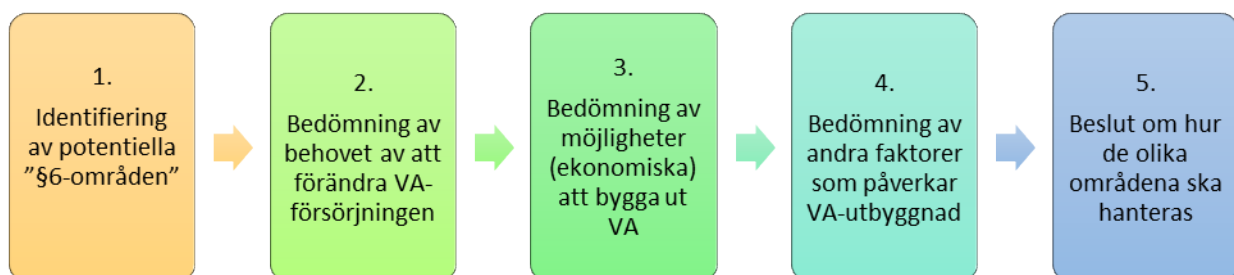 1.
Identifiering
av potentiella
”§6-områden”
2.
Bedömning av
behovet av att
förändra VA-
försörjningen
3.
Bedömning av
möjligheter
(ekonomiska)
att bygga ut
VA
4.
Bedömning av
andra faktorer
som påverkar
VA-utbyggnad
5.
Beslut om hur
de olika
områdena ska
hanteras